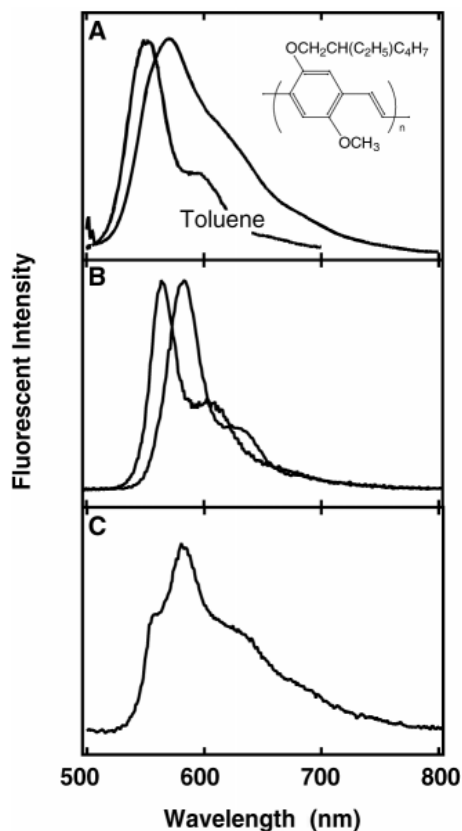 A
OCH2CH(C2H5)C4H7
n
OCH3
Toluene
B
C
Fluorescent Intensity
500 600 700 800
Wavelength (nm)